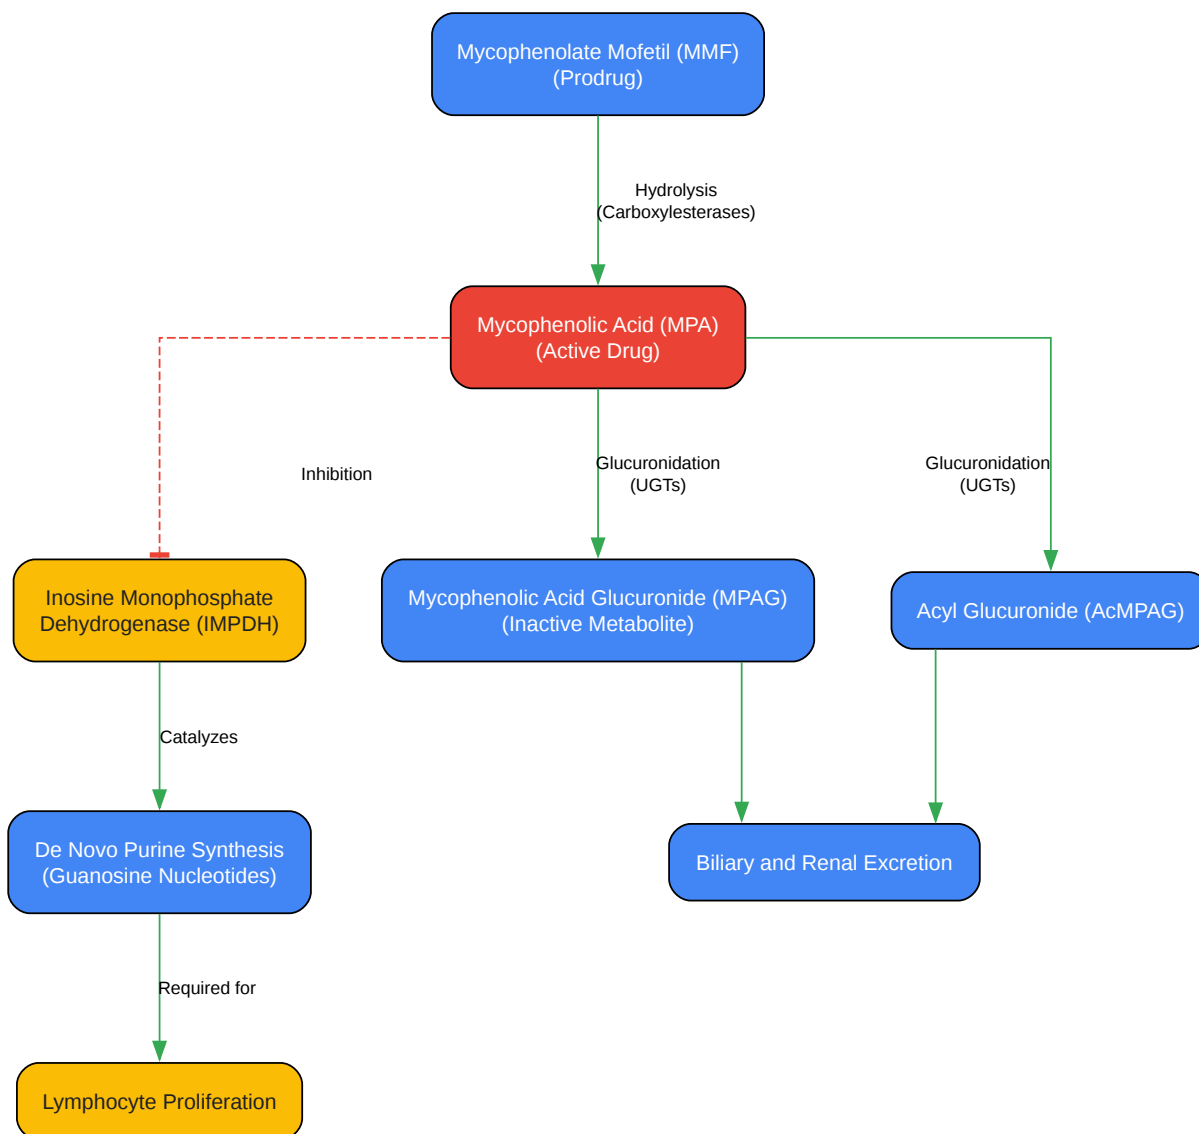 Mycophenolate Mofetil (MMF)
(Prodrug)
Hydrolysis
(Carboxylesterases)
Mycophenolic Acid (MPA)
(Active Drug)
Inhibition
Glucuronidation
(UGTs)
Glucuronidation
(UGTs)
Inosine Monophosphate
Dehydrogenase (IMPDH)
Mycophenolic Acid Glucuronide (MPAG)
(Inactive Metabolite)
Acyl Glucuronide (AcMPAG)
Catalyzes
De Novo Purine Synthesis
(Guanosine Nucleotides)
Biliary and Renal Excretion
Required for
Lymphocyte Proliferation